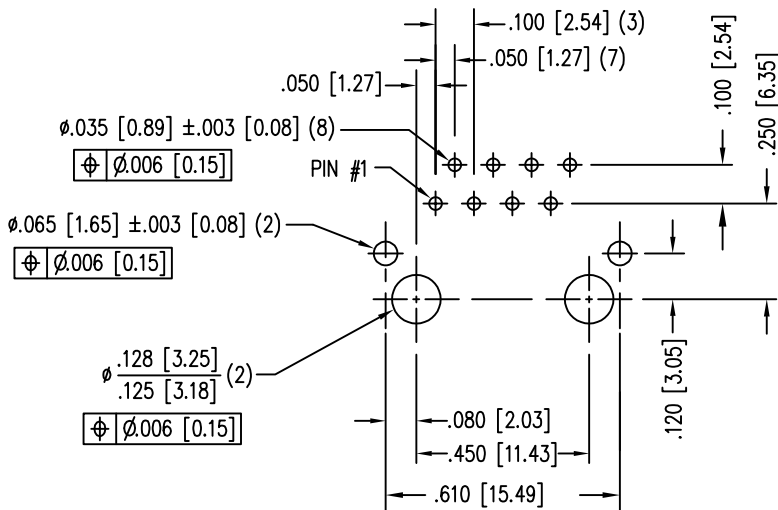 .100 [2.54] (3)
.050 [1.27] (7)
.050 [1.27]
.100 [2.54]
.250 [6.35]
ø.035 [0.89] ±.003 [0.08] (8)
⌖ Ø.006 [0.15]
PIN #1
ø.065 [1.65] ±.003 [0.08] (2)
⌖ Ø.006 [0.15]
ø .128 [3.25]
.125 [3.18] (2)
⌖ Ø.006 [0.15]
.120 [3.05]
.080 [2.03]
.450 [11.43]
.610 [15.49]